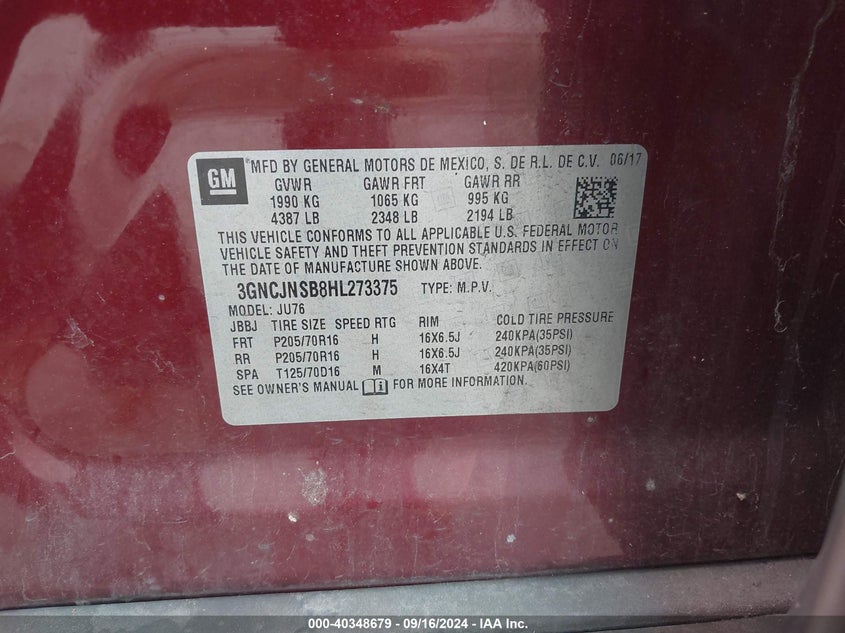 GM
MFD BY GENERAL MOTORS DE MEXICO, S. DE R.L. DE C.V. 06/17
GVWR GAWR FRT GAWR RR
1990 KG 1065 KG 995 KG
4387 LB 2348 LB 2194 LB
THIS VEHICLE CONFORMS TO ALL APPLICABLE U.S. FEDERAL MOTOR
VEHICLE SAFETY AND THEFT PREVENTION STANDARDS IN EFFECT ON
THE DATE OF MANUFACTURE SHOWN ABOVE.
3GNCJNSB8HL273375 TYPE: M.P.V.
MODEL: JU76
JBBJ TIRE SIZE SPEED RTG RIM COLD TIRE PRESSURE
FRT P205/70R16 H 16X6.5J 240KPA(35PSI)
RR P205/70R16 H 16X6.5J 240KPA(35PSI)
SPA T125/70D16 M 16X4T 420KPA(60PSI)
SEE OWNER'S MANUAL FOR MORE INFORMATION.
000-40348679 - 09/16/2024 - IAA Inc.